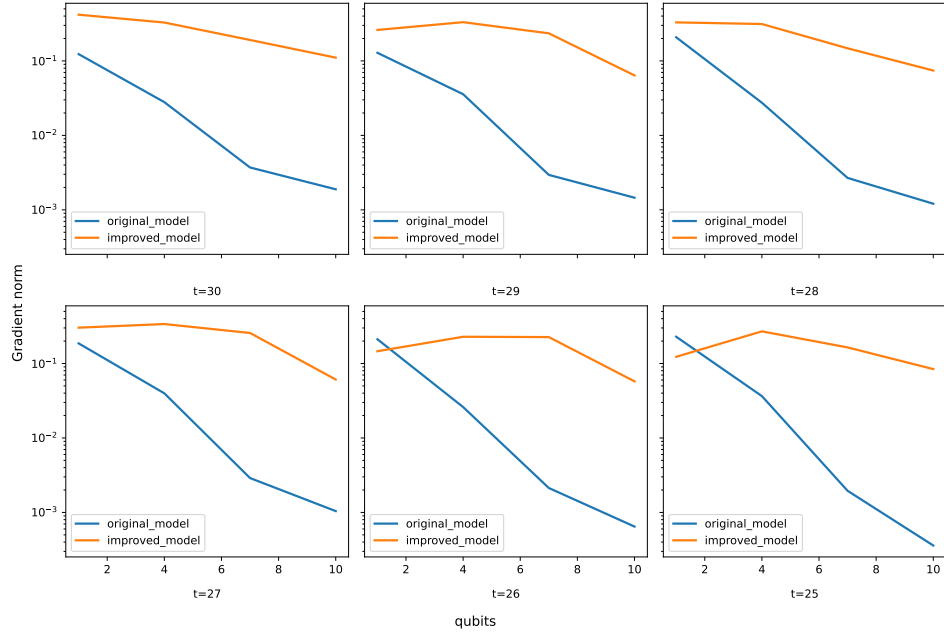 10⁻¹
10⁻²
10⁻³
original_model
improved_model
original_model
improved_model
original_model
improved_model
t=30
t=29
t=28
Gradient norm
10⁻¹
10⁻²
10⁻³
original_model
improved_model
original_model
improved_model
original_model
improved_model
2 4 6 8 10
2 4 6 8 10
2 4 6 8 10
t=27
t=26
t=25
qubits